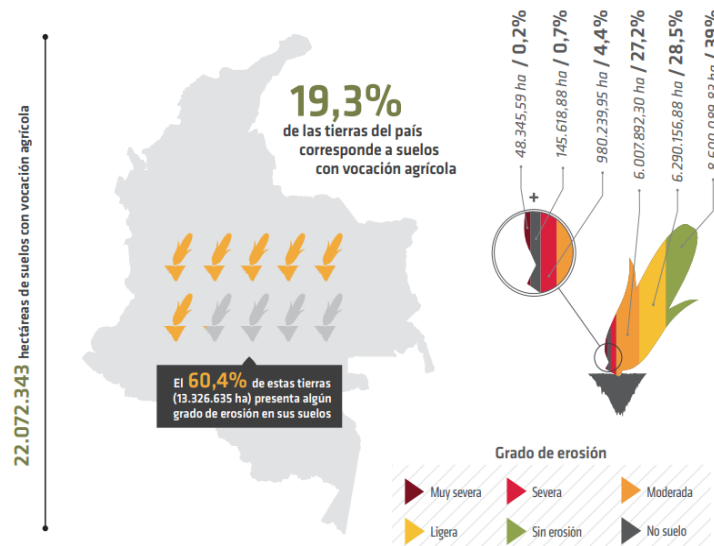 22.072.343 hectáreas de suelos con vocación agrícola
19,3%
de las tierras del país
corresponde a suelos
con vocación agrícola
El 60,4% de estas tierras
(13.326.635 ha) presenta algún
grado de erosión en sus suelos
48.345,59 ha / 0,2%
145.618,88 ha / 0,7%
980.239,95 ha / 4,4%
6.007.892,30 ha / 27,2%
6.290.156,88 ha / 28,5%
ha / 39%
+
Grado de erosión
Muy severa
Severa
Moderada
Ligera
Sin erosión
No suelo